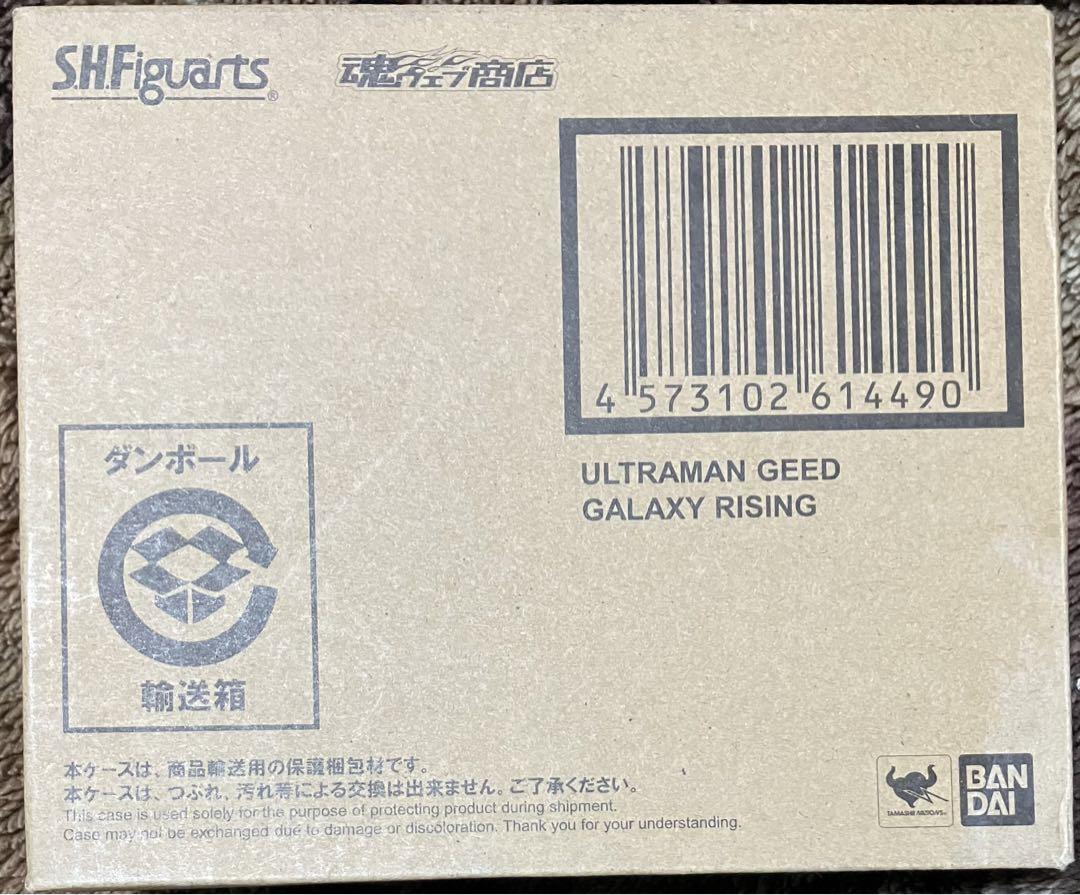 S.H.Figuarts®
魂ウェブ商店
4 573102 614490
ULTRAMAN GEED
GALAXY RISING
ダンボール
輸送箱
本ケースは、商品輸送用の保護梱包材です。
本ケースは、つぶれ、汚れ等による交換は出来ません。ご了承ください。
This case is used solely for the purpose of protecting product during shipment.
Case may not be exchanged due to damage or discoloration. Thank you for your understanding.
TAMASHII NATIONS
BAN
DAI